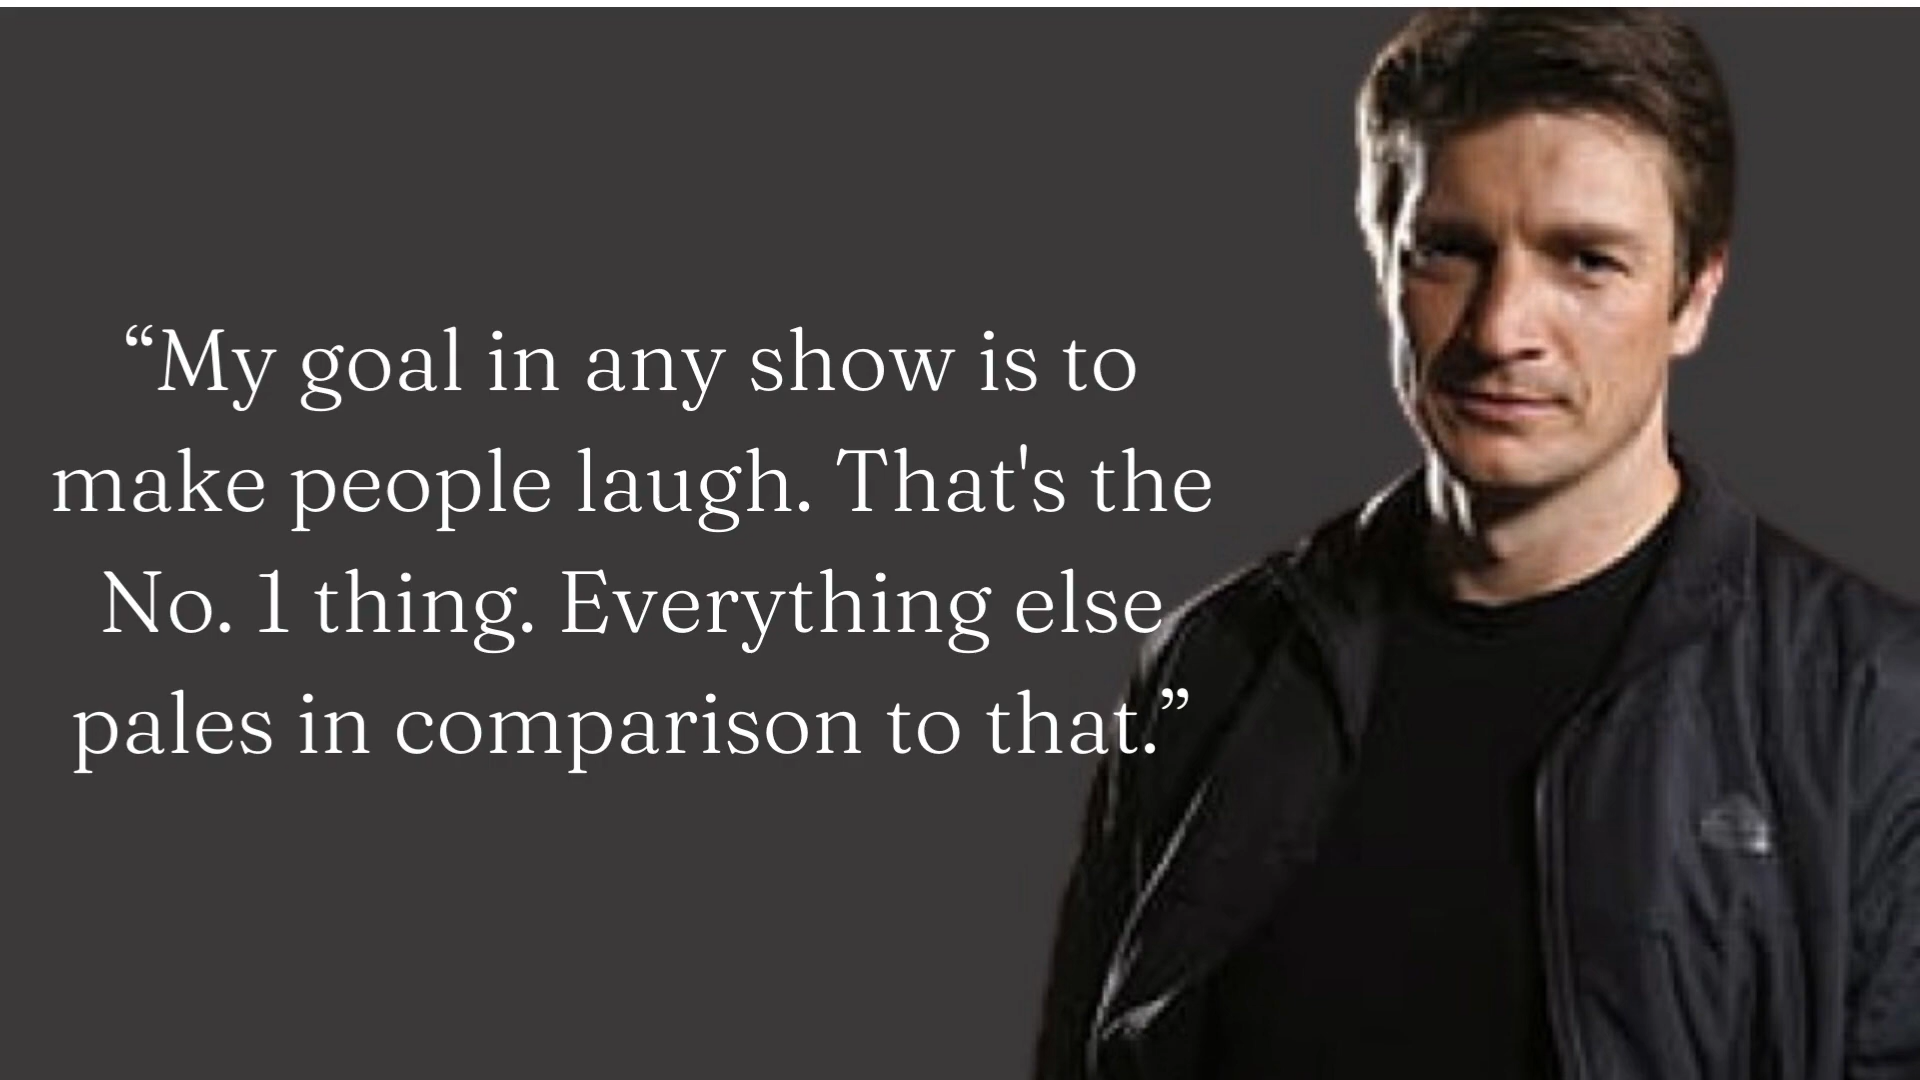 “My goal in any show is to
make people laugh. That's the
No. 1 thing. Everything else
pales in comparison to that.”